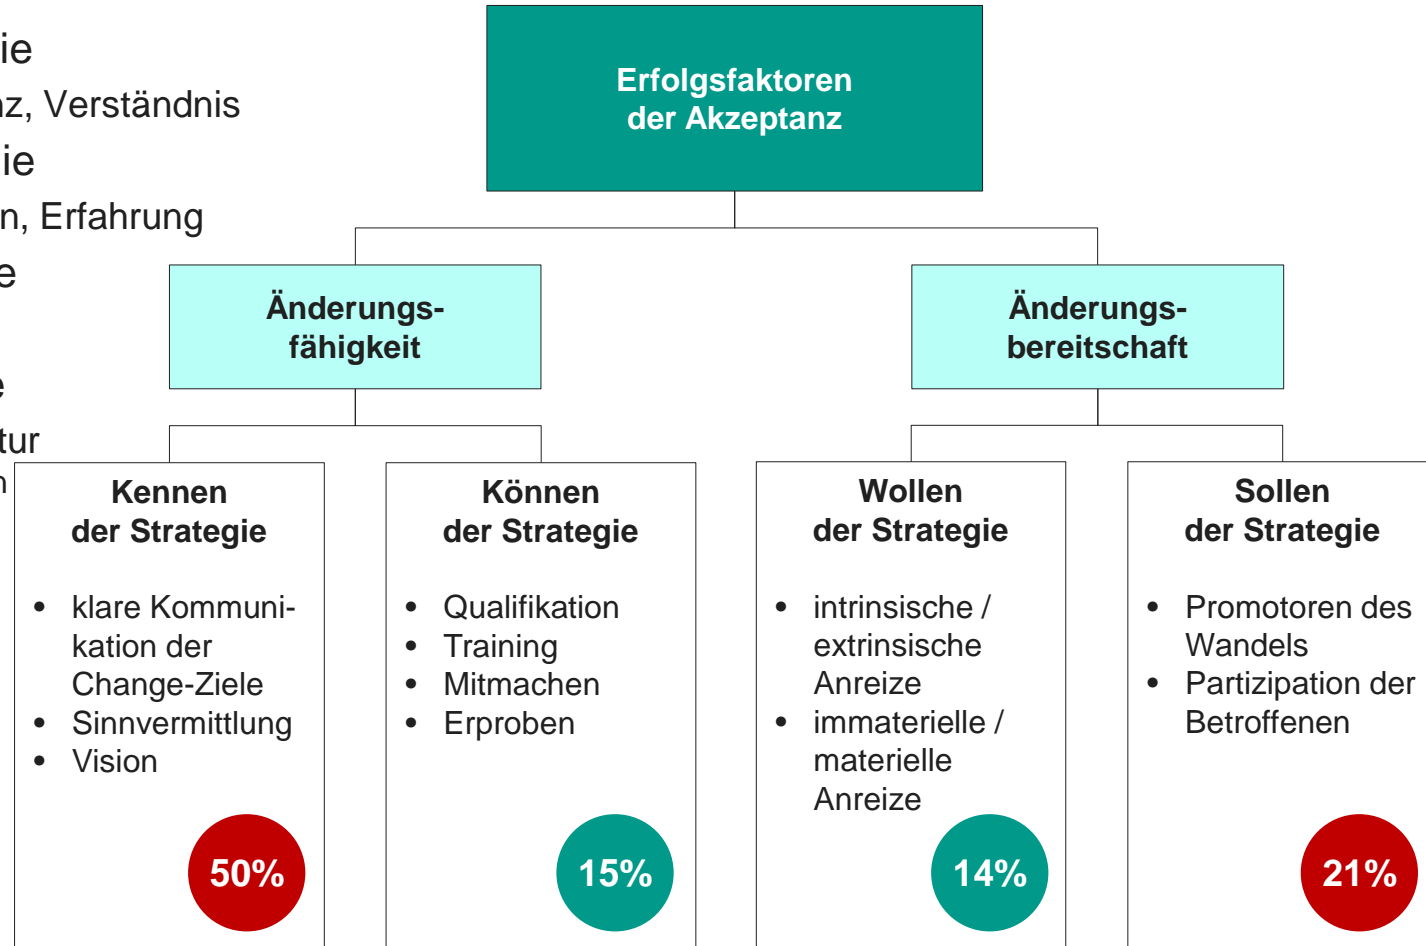 ie
nz, Verständnis
ie
n, Erfahrung
e
e
tur
n
Erfolgsfaktoren
der Akzeptanz
Änderungs-
fähigkeit
Änderungs-
bereitschaft
Kennen
der Strategie
• klare Kommuni-
kation der
Change-Ziele
• Sinnvermittlung
• Vision
50%
Können
der Strategie
• Qualifikation
• Training
• Mitmachen
• Erproben
15%
Wollen
der Strategie
• intrinsische /
extrinsische
Anreize
• immaterielle /
materielle
Anreize
14%
Sollen
der Strategie
• Promotoren des
Wandels
• Partizipation der
Betroffenen
21%